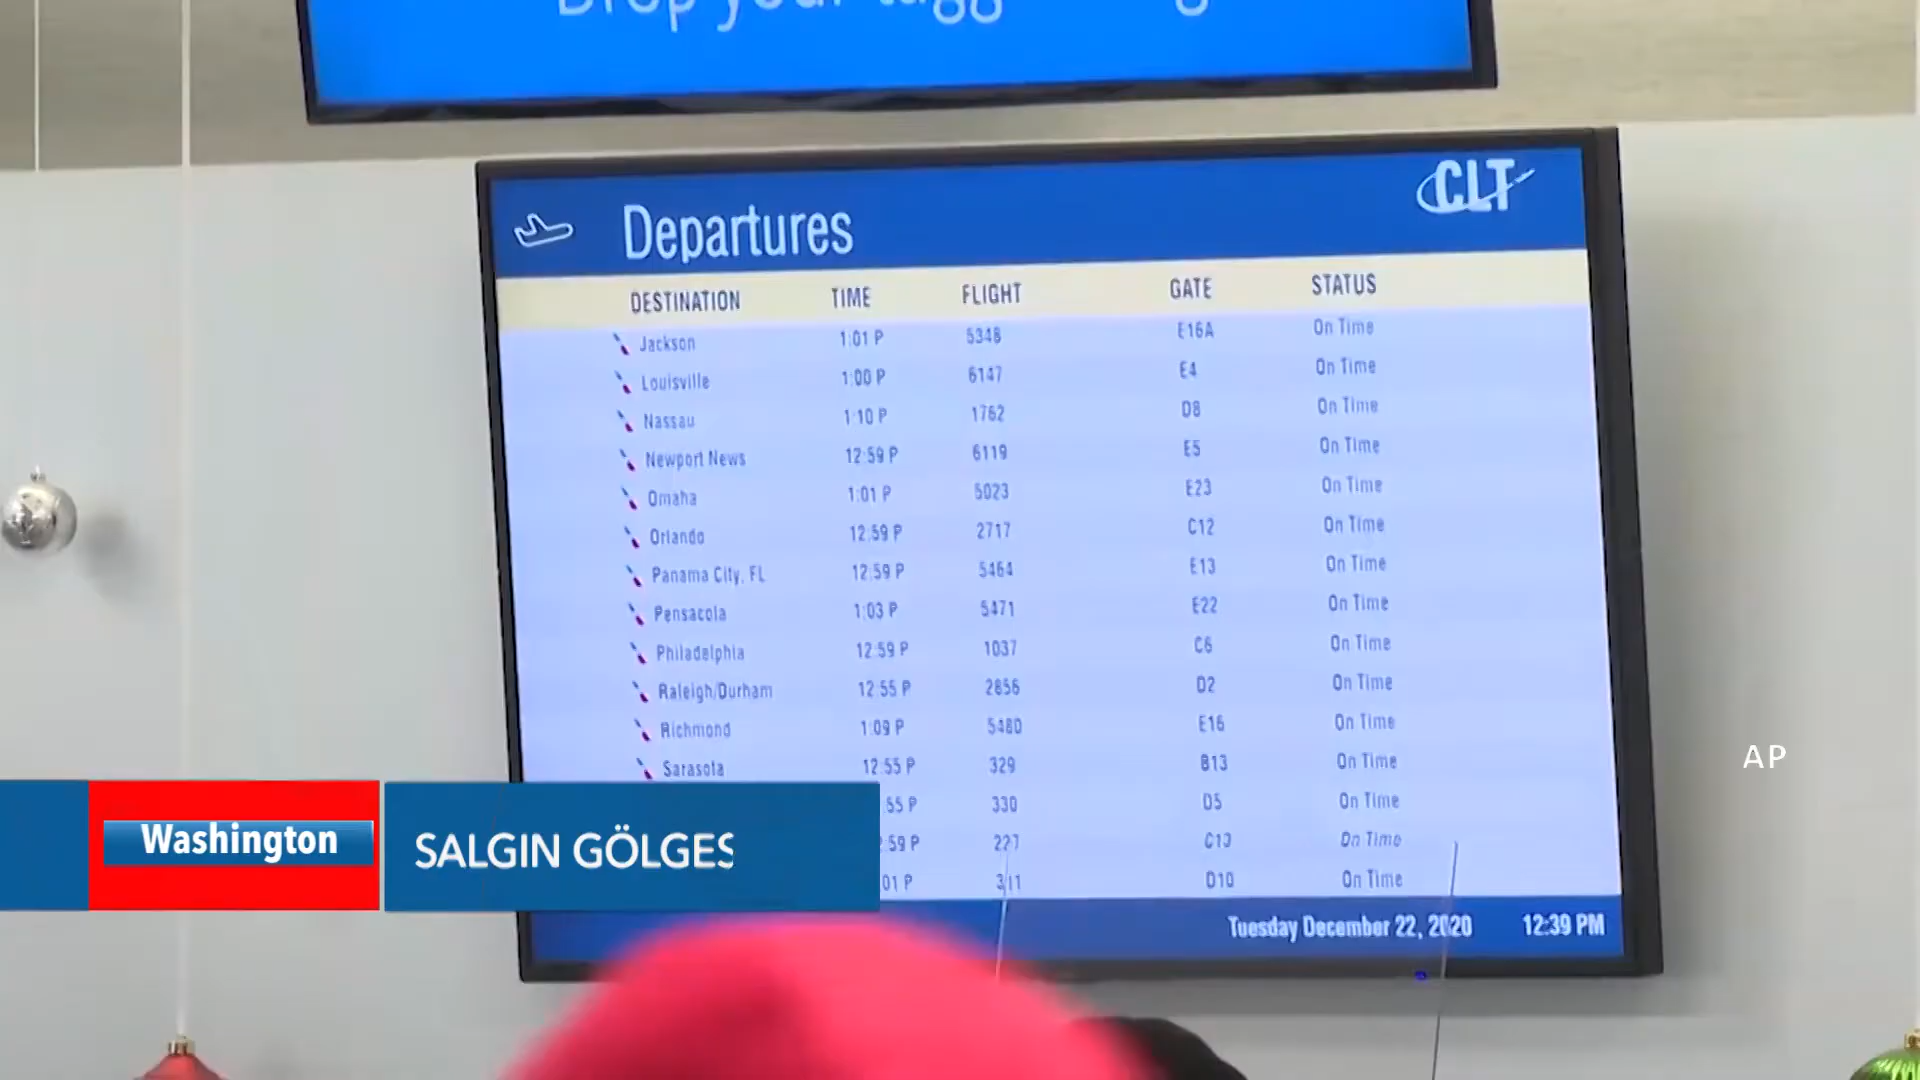 Drop your
CLT
Departures
DESTINATION TIME FLIGHT GATE STATUS
Jackson 1:01 P 5348 E16A On Time
Louisville 1:00 P 6147 E4 On Time
Nassau 1:10 P 1762 D8 On Time
Newport News 12:59 P 6119 E5 On Time
Omaha 1:01 P 5023 E23 On Time
Orlando 12:59 P 2717 C12 On Time
Panama City, FL 12:59 P 5464 E13 On Time
Pensacola 1:03 P 5471 E22 On Time
Philadelphia 12:59 P 1037 C6 On Time
Raleigh/Durham 12:55 P 2856 D2 On Time
Richmond 1:09 P 5480 E16 On Time
Sarasota 12:55 P 329 B13 On Time
55 P 330 D5 On Time
:59 P C13 On Time
01 P D10 On Time
Tuesday December 22, 2020 12:39 PM
AP
Washington
SALGIN GÖLGES